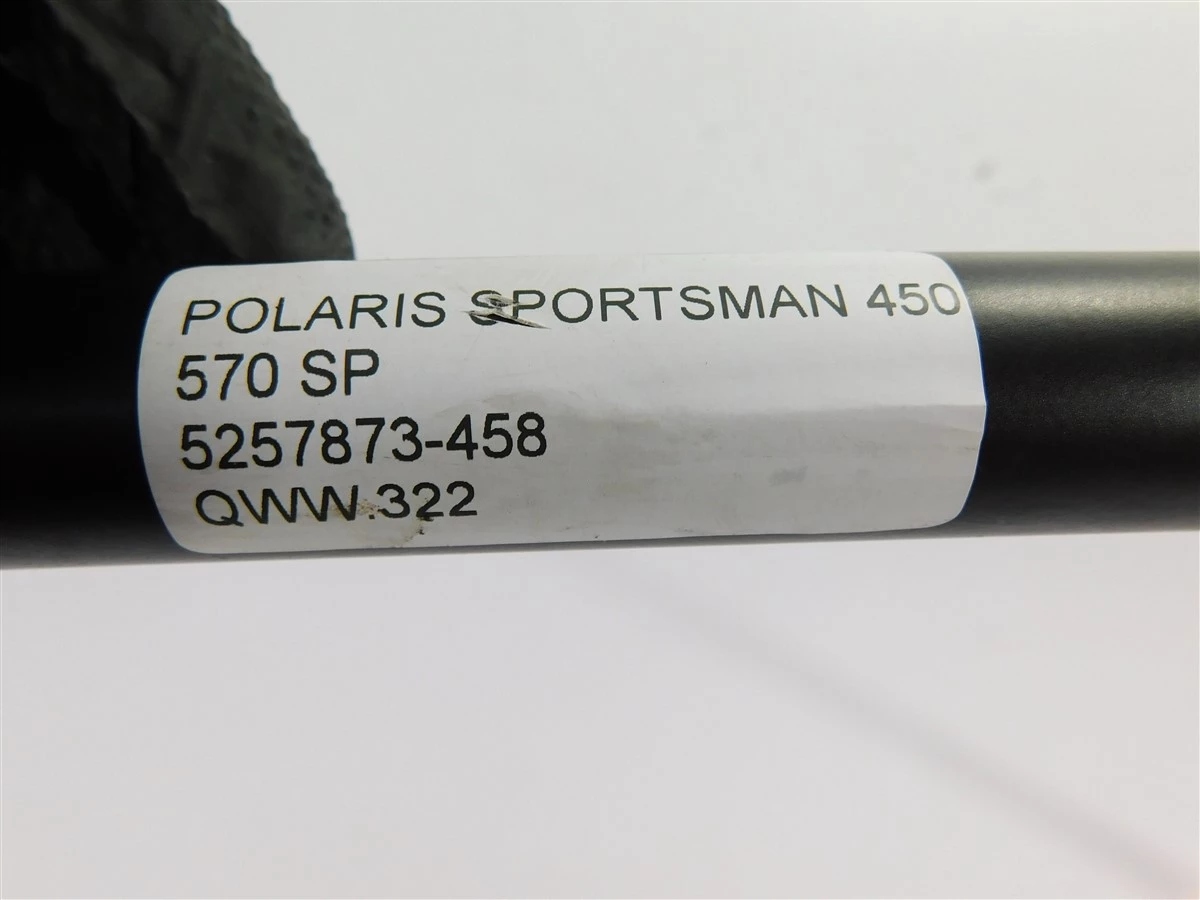 POLARIS SPORTSMAN 450
570 SP
5257873-458
QWW.322